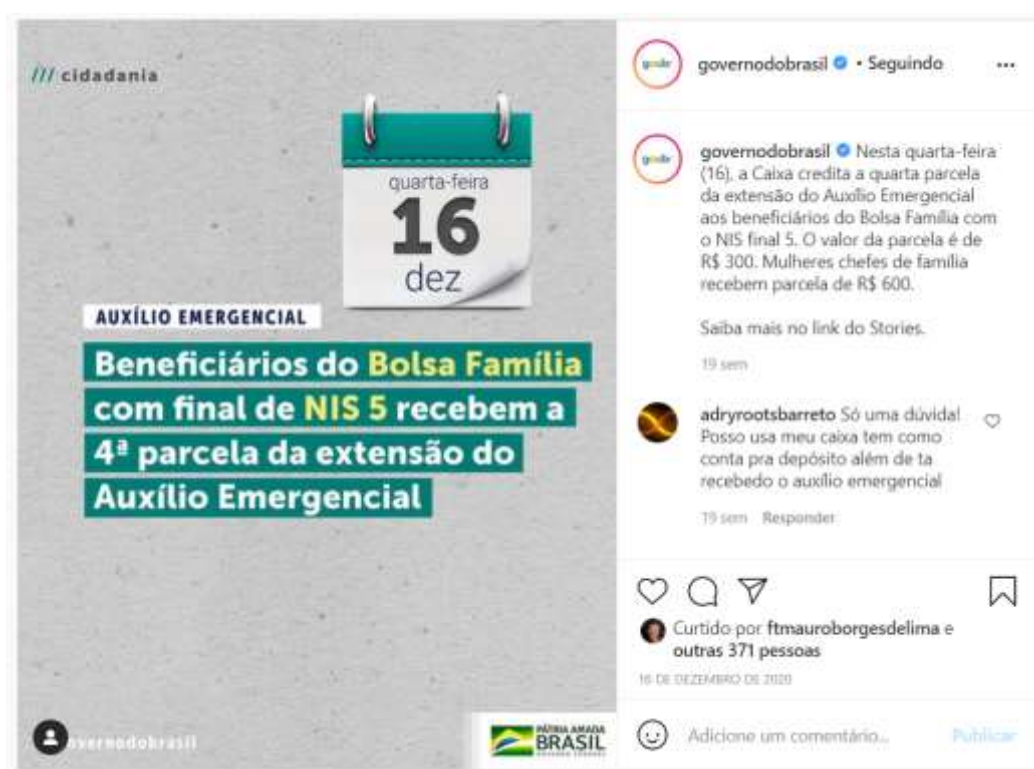 /// cidadania
quarta-feira
16
dez
AUXÍLIO EMERGENCIAL
Beneficiários do Bolsa Família
com final de NIS 5 recebem a
4ª parcela da extensão do
Auxílio Emergencial
governodobrasil
PÁTRIA AMADA
BRASIL
governodobrasil • Seguindo
governodobrasil Nesta quarta-feira
(16), a Caixa credita a quarta parcela
da extensão do Auxílio Emergencial
aos beneficiários do Bolsa Família com
o NIS final 5. O valor da parcela é de
R$ 300. Mulheres chefes de família
recebem parcela de R$ 600.
Saiba mais no link do Stories.
19 sem
adryrootsbarreto Só uma dúvida!
Posso usa meu caixa tem como
conta pra depósito além de ta
recebedo o auxílio emergencial
19 sem Responder
Curtido por ftmauroborgesdelima e
outras 371 pessoas
16 DE DEZEMBRO DE 2020
Adicione um comentário... Publicar